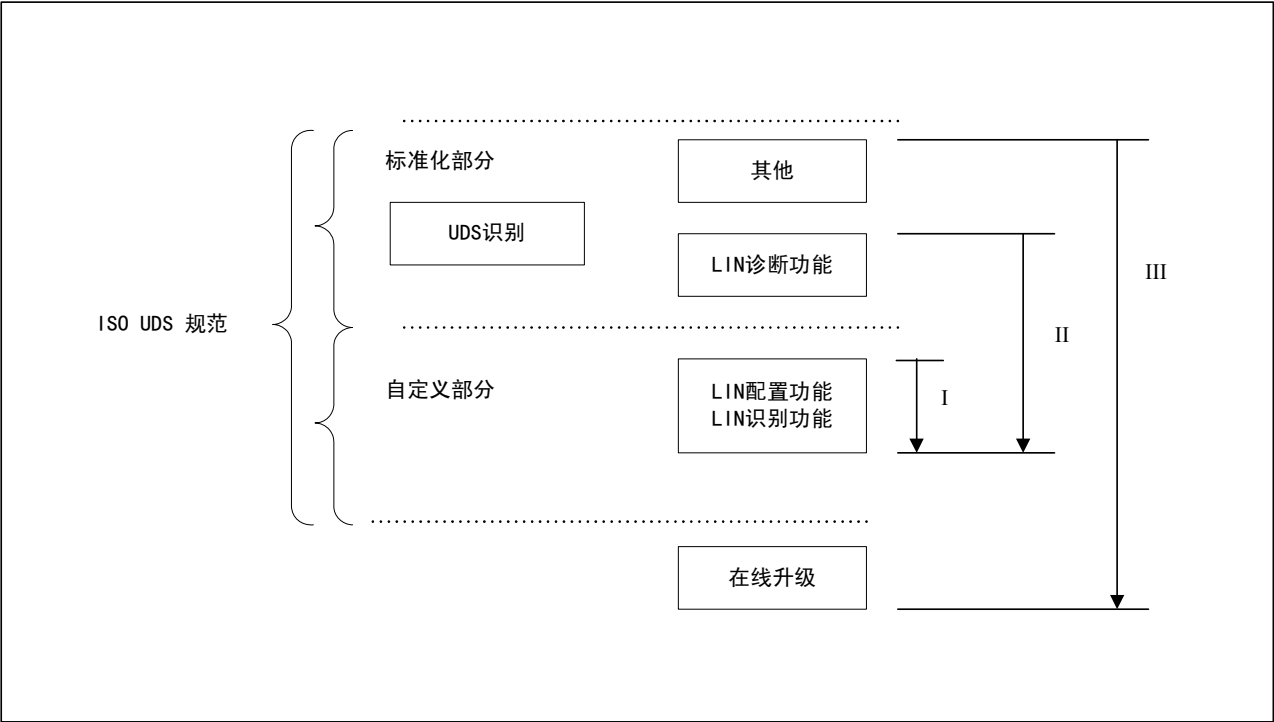 标准化部分
其他
UDS识别
LIN诊断功能
III
ISO UDS 规范
II
自定义部分
LIN配置功能
LIN识别功能
I
在线升级